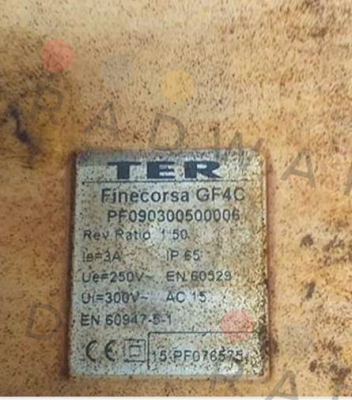 TER
Finecorsa GF4C
PF090300500006
Rev Ratio 1:50
Ie=3A~ IP 65
Ue=250V~ EN 60529
Ui=300V~ AC 15
EN 60947-5-1
CE 15 PF076575